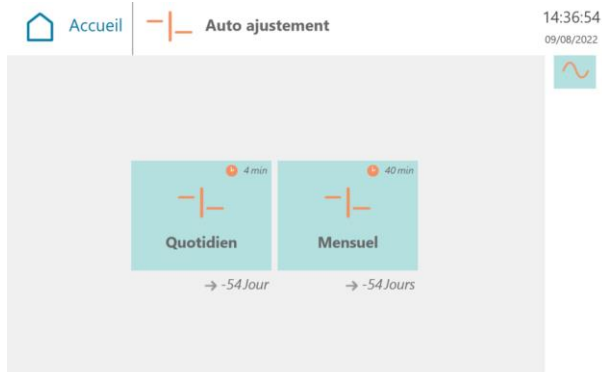 Accueil
Auto ajustement
14:36:54
09/08/2022
4 min
40 min
Quotidien
Mensuel
→ -54 Jour
→ -54 Jours